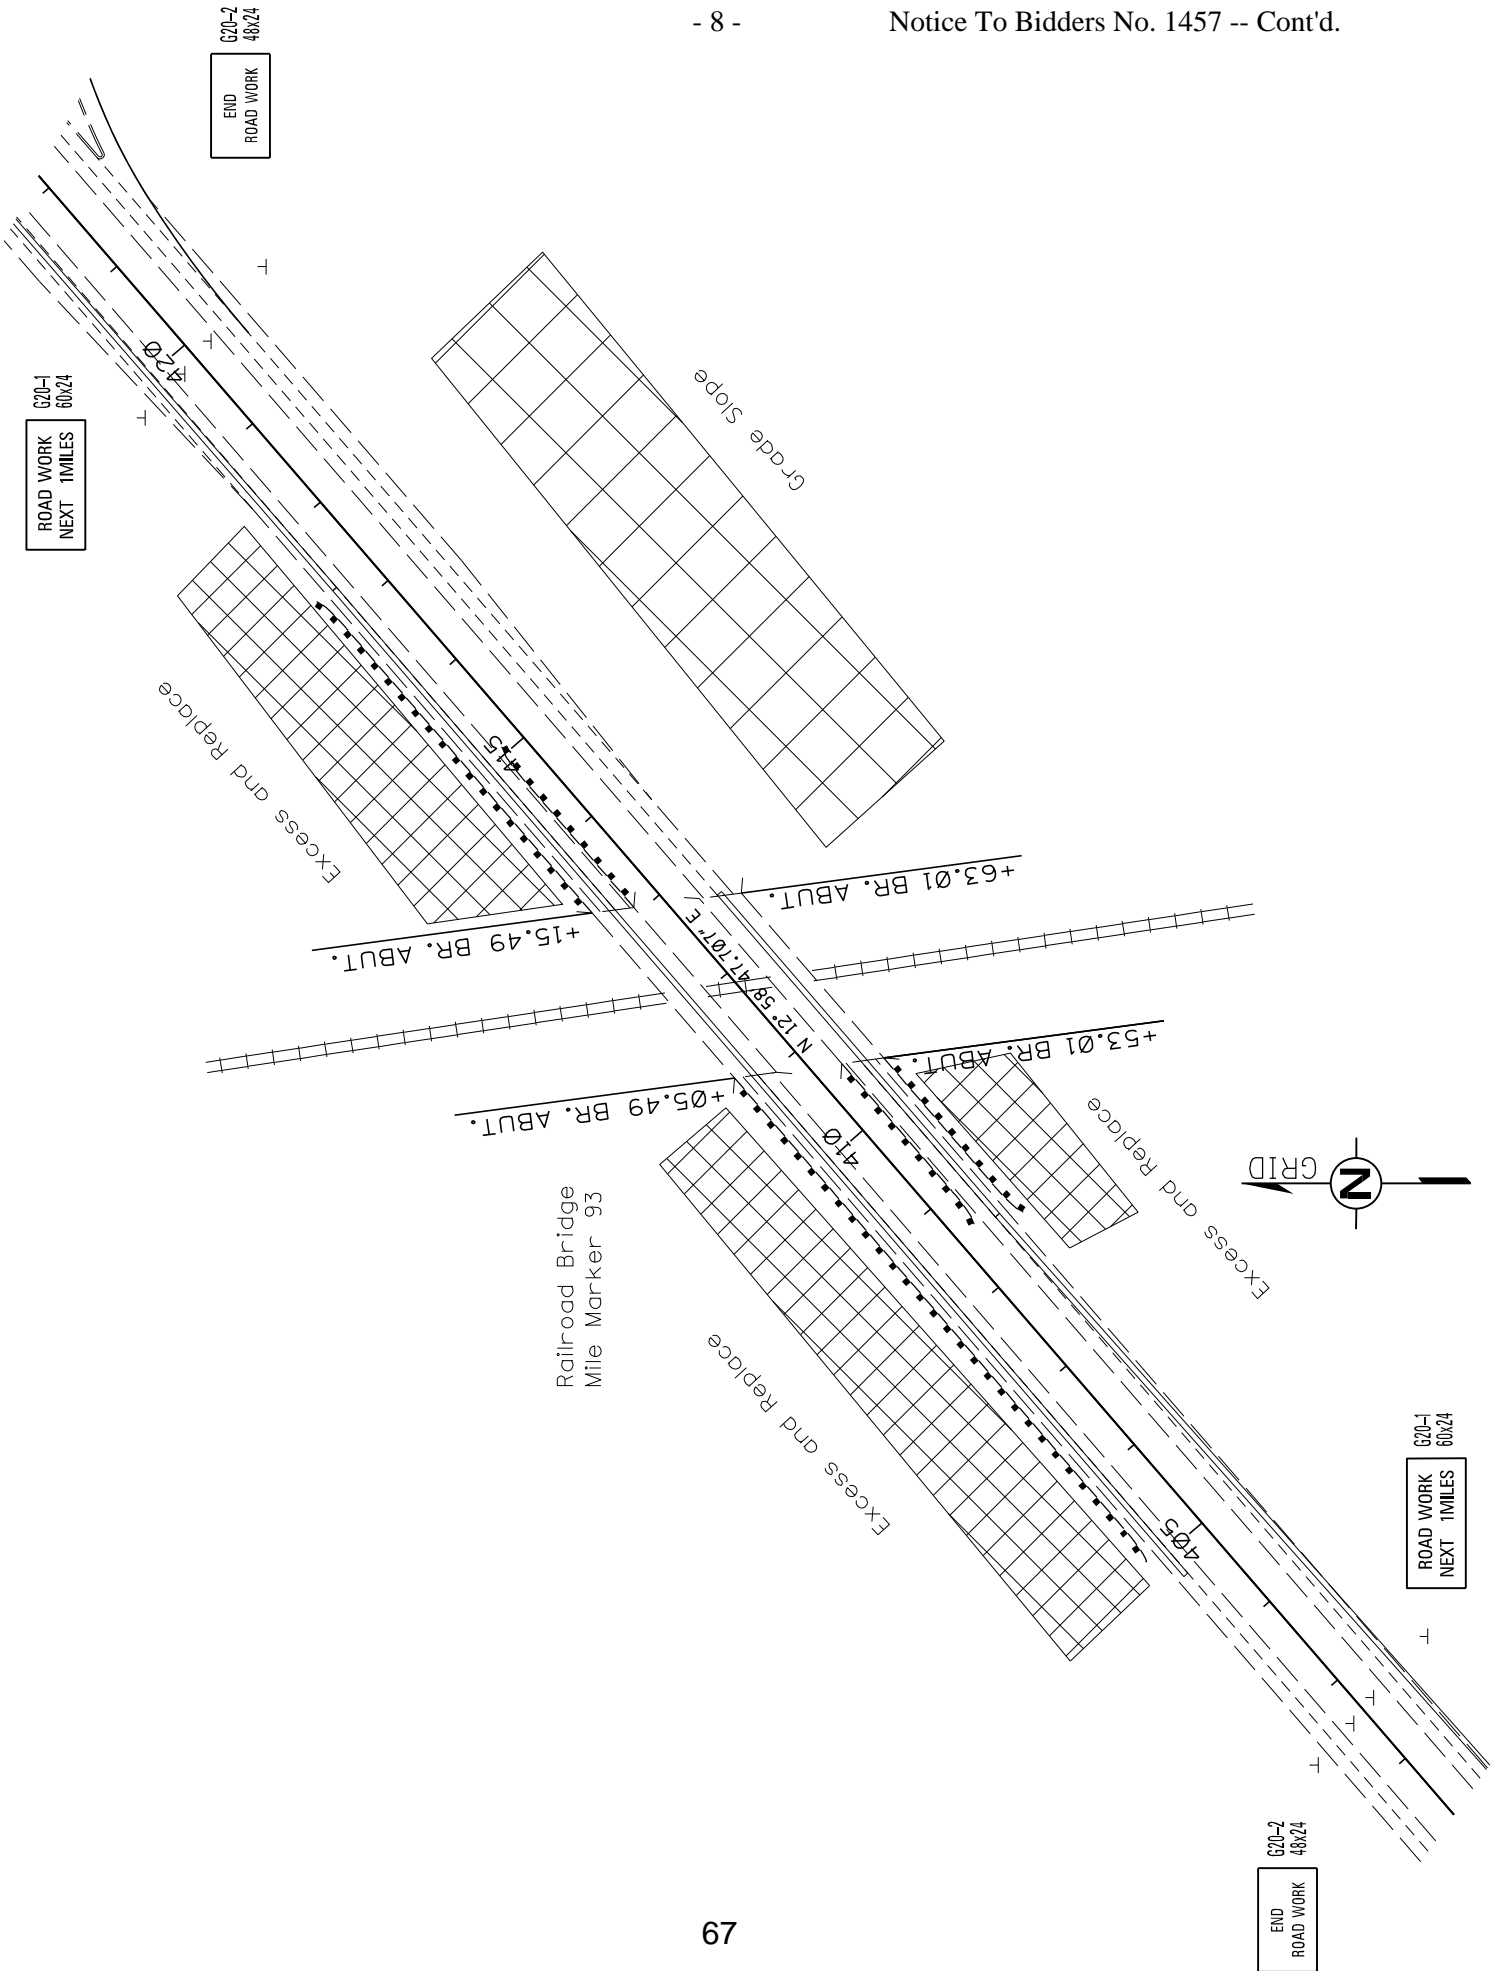 - 8 - Notice To Bidders No. 1457 -- Cont'd.
G20-2
48x24
END
ROAD WORK
G20-1
60x24
ROAD WORK
NEXT 1MILES
420
Grade Slope
Excess and Replace
415
+63.01 BR. ABUT.
+15.49 BR. ABUT.
N 12°58'47.707" E
+53.01 BR. ABUT.
+05.49 BR. ABUT.
410
Excess and Replace
GRID
N
Railroad Bridge
Mile Marker 93
Excess and Replace
405
G20-1
60x24
ROAD WORK
NEXT 1MILES
G20-2
48x24
END
ROAD WORK
67